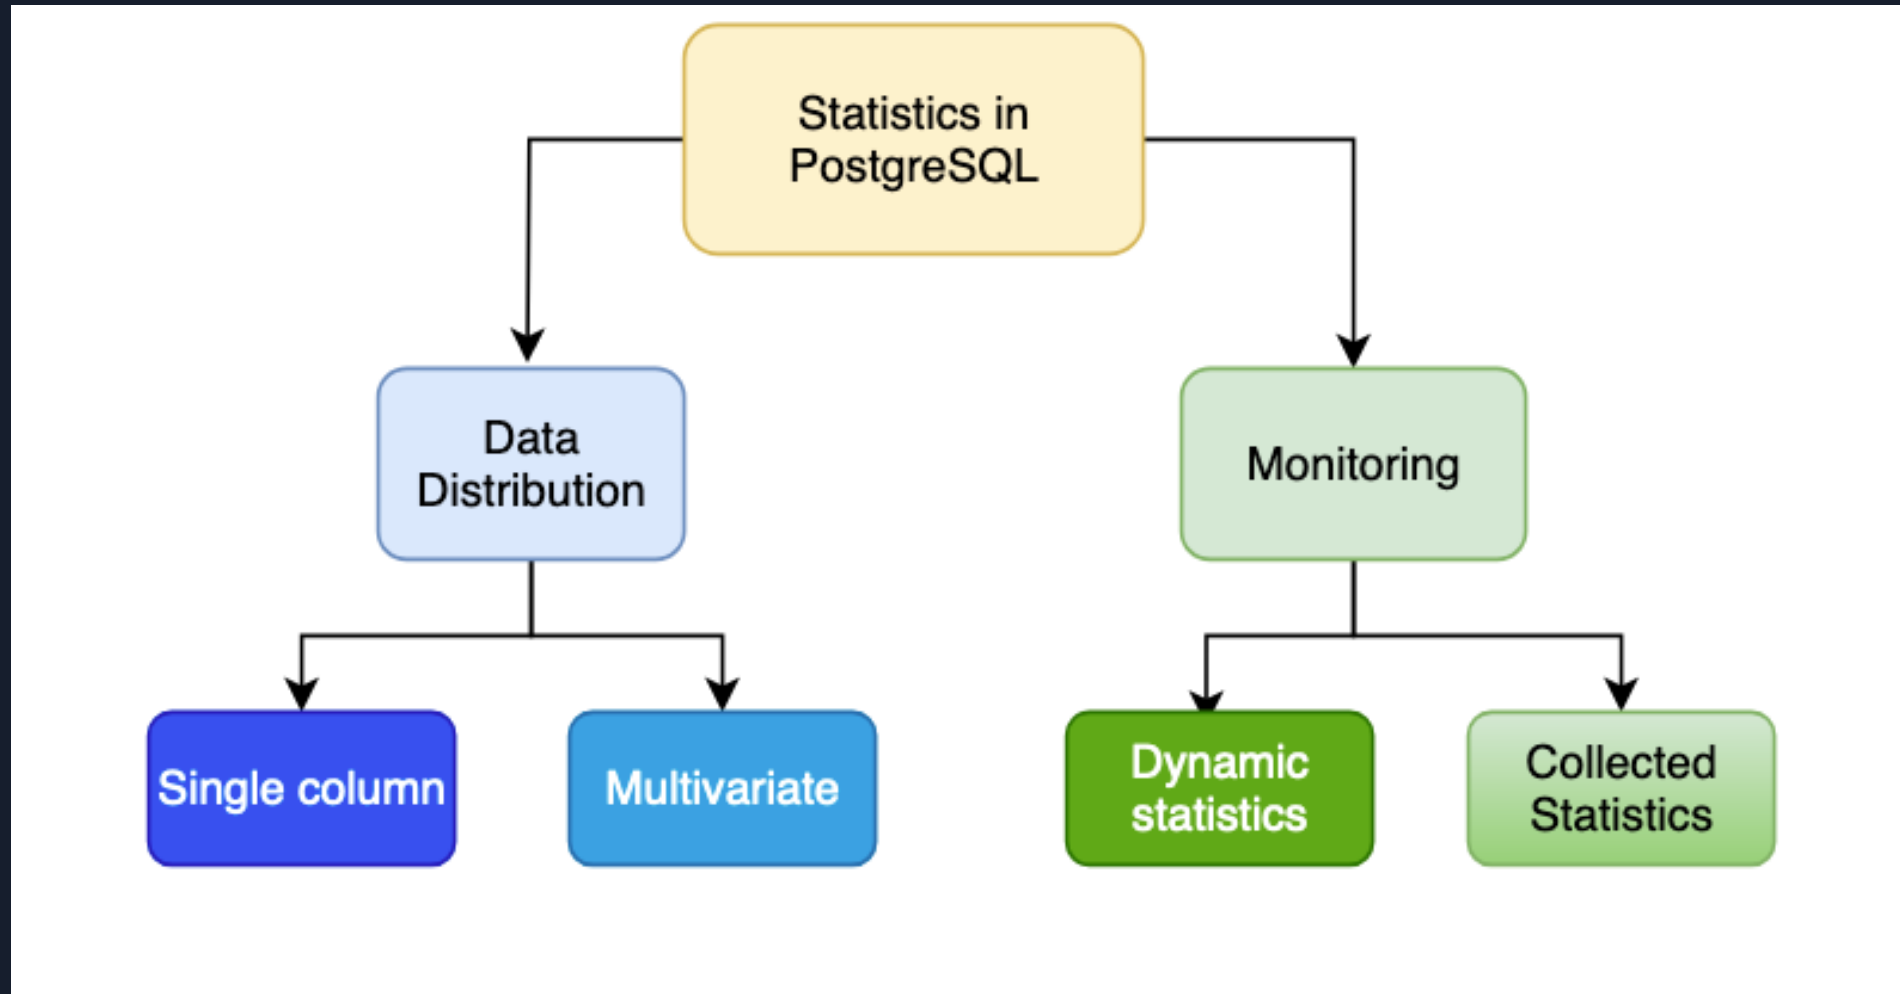 Statistics in
PostgreSQL
Data
Distribution
Monitoring
Single column
Multivariate
Dynamic
statistics
Collected
Statistics